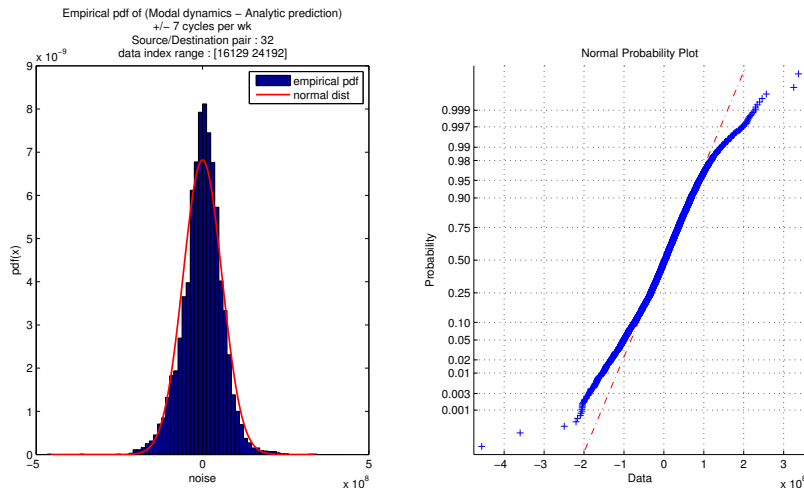 Empirical pdf of (Modal dynamics − Analytic prediction)
+/− 7 cycles per wk
Source/Destination pair : 32
data index range : [16129 24192]
x 10^-9
9
8
7
6
5
4
3
2
1
0
pdf(x)
−5
0
5
noise
x 10^8
empirical pdf
normal dist
Normal Probability Plot
0.999
0.997
0.99
0.98
0.95
0.90
0.75
0.50
0.25
0.10
0.05
0.02
0.01
0.003
0.001
Probability
−4
−3
−2
−1
0
1
2
3
Data
x 10^8